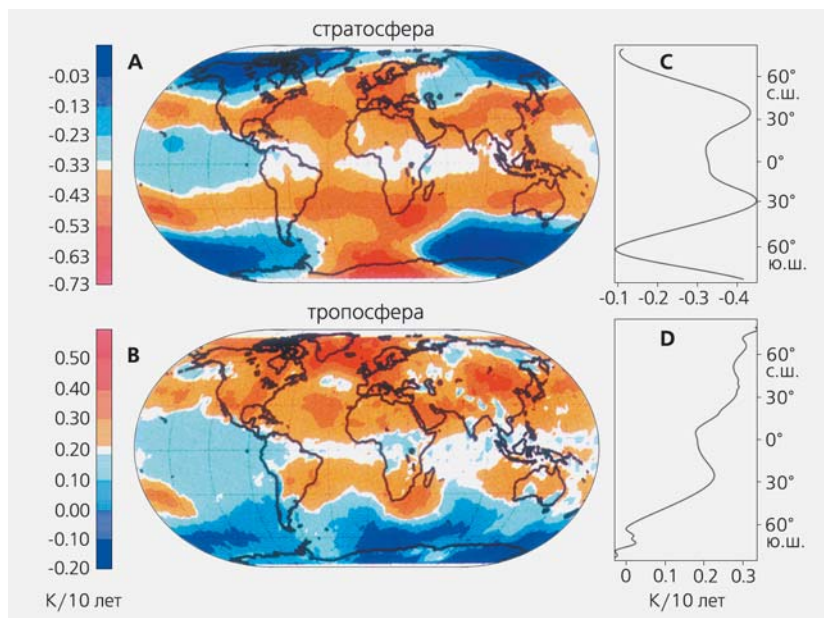 стратосфера
A
-0.03
-0.13
-0.23
-0.33
-0.43
-0.53
-0.63
-0.73
C
60°
с.ш.
30°
0°
30°
60°
ю.ш.
-0.1 -0.2 -0.3 -0.4
тропосфера
B
0.50
0.40
0.30
0.20
0.10
0.00
-0.10
-0.20
К/10 лет
D
60°
с.ш.
30°
0°
30°
60°
ю.ш.
0 0.1 0.2 0.3
К/10 лет